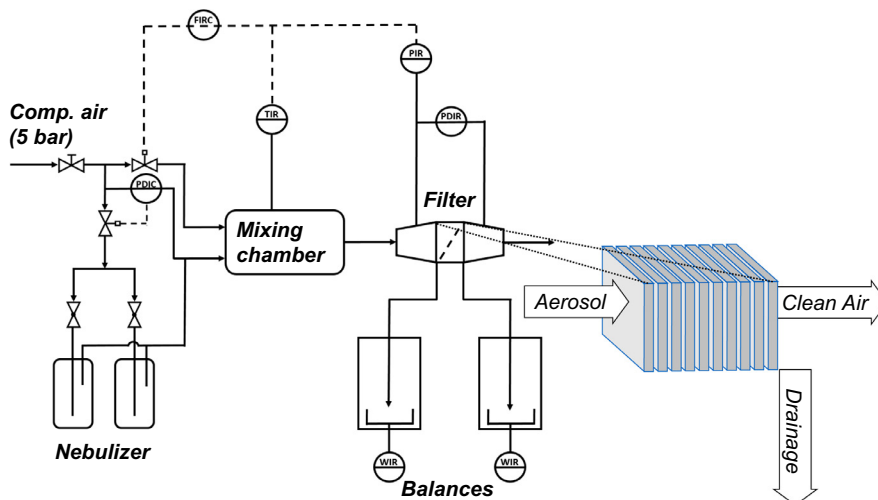 FIRC
PIR
Comp. air
(5 bar)
TIR
PDIR
PDIC
Filter
Mixing
chamber
Aerosol
Clean Air
Drainage
Nebulizer
WIR
WIR
Balances